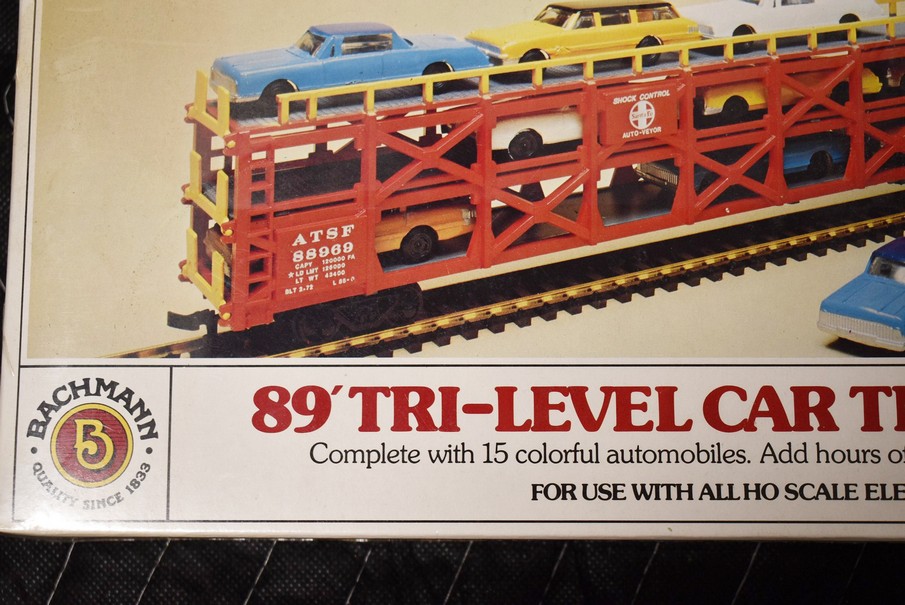 SHOCK CONTROL
Santa Fe
AUTO-VEYOR
ATSF
88969
CAPY 120000 FA
★LD LMT 126000
LT WT 43400
BLT 3-72
BACHMANN
B
• QUALITY SINCE 1833 •
89' TRI-LEVEL CAR T
Complete with 15 colorful automobiles. Add hours of
FOR USE WITH ALL HO SCALE ELE